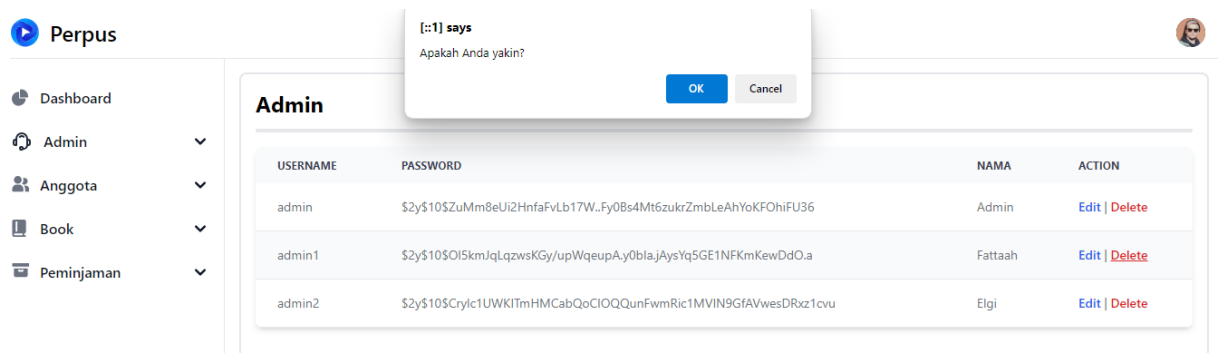 Perpus
[::1] says
Apakah Anda yakin?
OK Cancel
Dashboard
Admin
Anggota
Book
Peminjaman
Admin
USERNAME PASSWORD NAMA ACTION
admin $2y$10$ZuMm8eUi2HnfaFvLb17W..Fy0Bs4Mt6zukrZmbLeAhYoKFOhiFU36 Admin Edit | Delete
admin1 $2y$10$OI5kmJqLqzwsKGy/upWqeupA.y0bIa.jAysYq5GE1NFKmKewDdO.a Fattaah Edit | Delete
admin2 $2y$10$CryIc1UWKITmHMCabQoCIOQQunFwmRic1MVIN9GfAVwesDRxz1cvu Elgi Edit | Delete